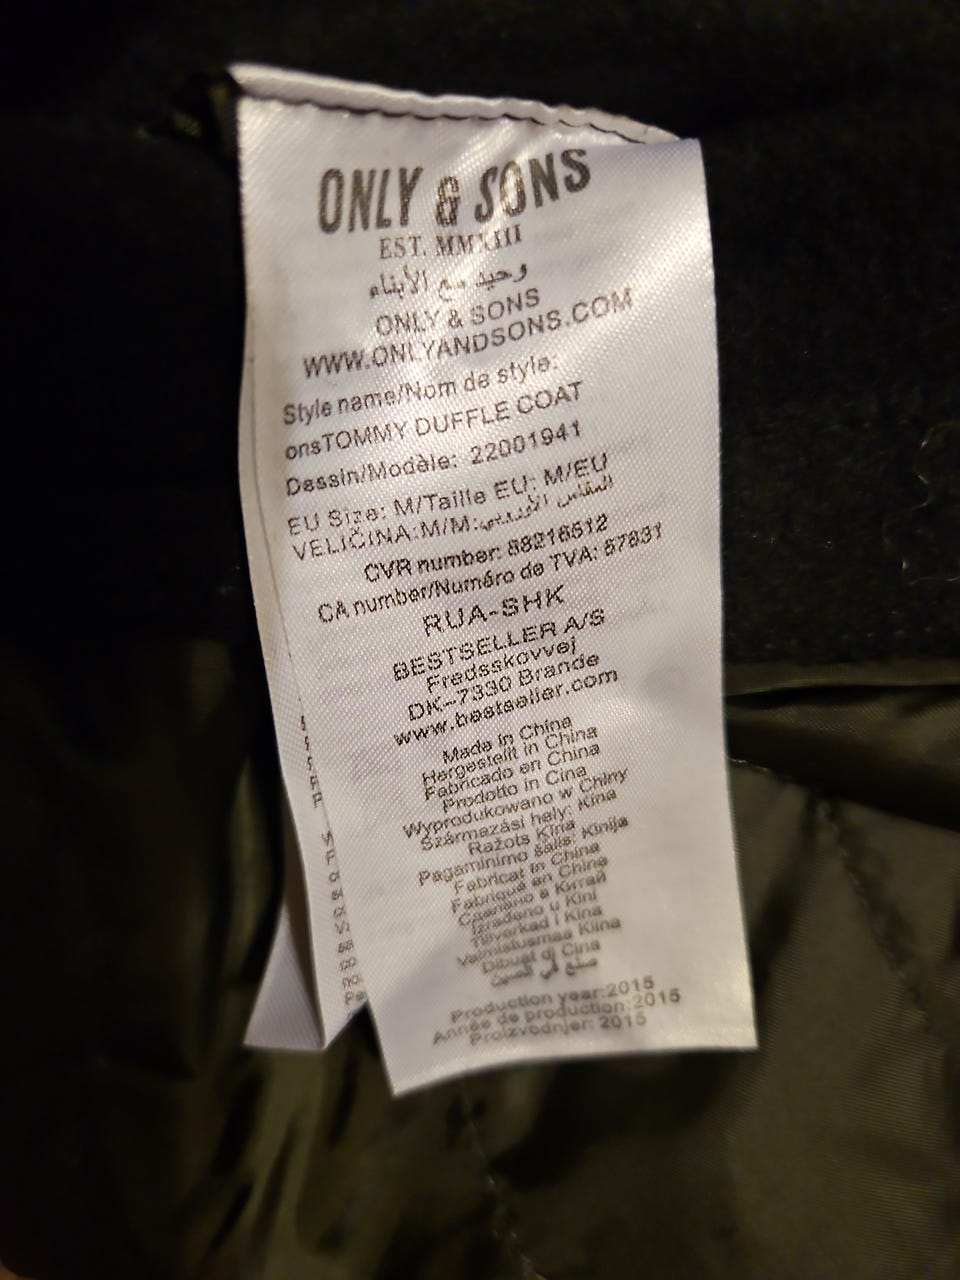 ONLY & SONS
EST. MMXIII
وحيد مع الأبناء
ONLY & SONS
WWW.ONLYANDSONS.COM
Style name/Nom de style:
onsTOMMY DUFFLE COAT
Dessin/Modèle: 22001941
EU Size: M/Taille EU: M/EU
VELIČINA:M/M:المقاس الأوروبي
CVR number: 88216512
CA number/Numéro de TVA: 57831
RUA-SHK
BESTSELLER A/S
Fredsskovvej
DK-7330 Brande
www.bestseller.com
Made in China
Hergestellt in China
Fabricado en China
Prodotto in Cina
Wyprodukowano w Chiny
Származási hely: Kína
Ražots Ķīnā
Pagaminimo šalis: Kinija
Fabricat în China
Fabriqué en China
Сделано в Китай
Izradeno u Kini
Tillverkad i Kina
Valmistusmaa Kiina
Dibuat di Cina
صنع في الصين
Production year:2015
Année de production:2015
Proizvodnjer: 2015